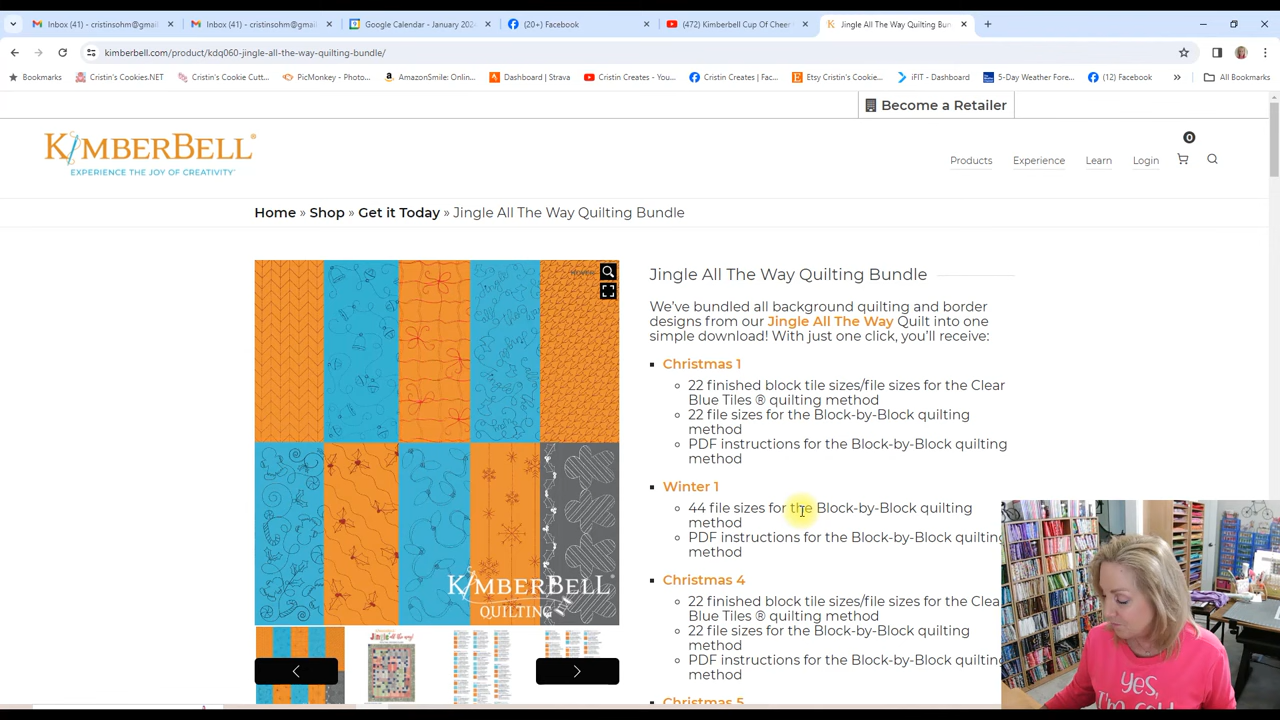 Inbox (41) - cristinsohm@gmail
Inbox (41) - cristinsohm@gmail
Google Calendar - January 202
(20+) Facebook
(472) Kimberbell Cup Of Cheer
Jingle All The Way Quilting Bun
kimberbell.com/product/kdq060-jingle-all-the-way-quilting-bundle/
Bookmarks
Cristin's Cookies.NET
Cristin's Cookie Cutt...
PicMonkey - Photo...
AmazonSmile: Onlin...
Dashboard | Strava
Cristin Creates - You...
Cristin Creates | Fac...
Etsy Cristin's Cookie...
iFIT - Dashboard
5-Day Weather Fore...
(12) Facebook
All Bookmarks
Become a Retailer
KIMBERBELL®
EXPERIENCE THE JOY OF CREATIVITY
Products
Experience
Learn
Login
0
Home » Shop » Get it Today » Jingle All The Way Quilting Bundle
Jingle All The Way Quilting Bundle
We've bundled all background quilting and border
designs from our Jingle All The Way Quilt into one
simple download! With just one click, you'll receive:
Christmas 1
22 finished block tile sizes/file sizes for the Clear
Blue Tiles ® quilting method
22 file sizes for the Block-by-Block quilting
method
PDF instructions for the Block-by-Block quilting
method
Winter 1
44 file sizes for the Block-by-Block quilting
method
PDF instructions for the Block-by-Block quilting
method
Christmas 4
22 finished block tile sizes/file sizes for the Clea
Blue Tiles ® quilting method
22 file sizes for the Block-by-Block quilting
method
PDF instructions for the Block-by-Block quilting
method
Christmas 5
KIMBERBELL®
QUILTING
yes,
I'm